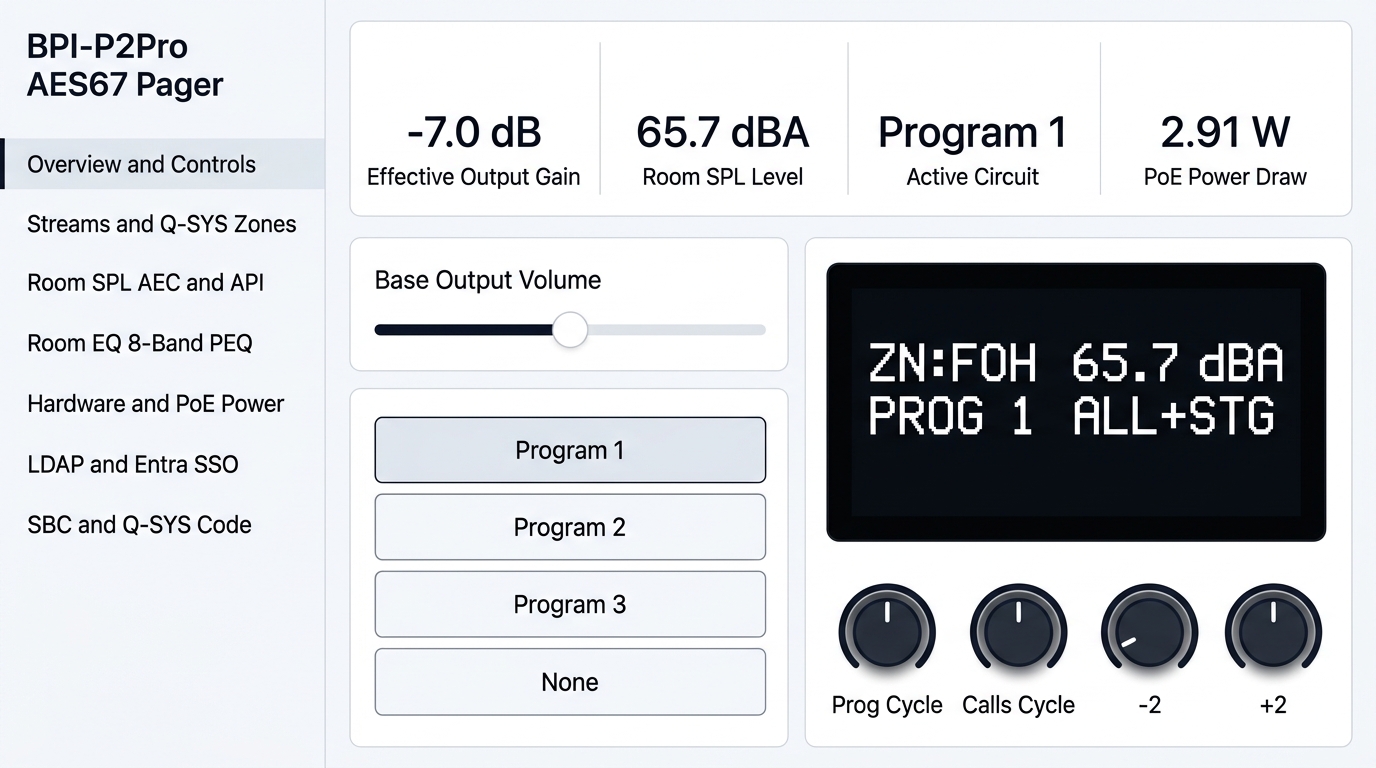 BPI-P2Pro
AES67 Pager
Overview and Controls
Streams and Q-SYS Zones
Room SPL AEC and API
Room EQ 8-Band PEQ
Hardware and PoE Power
LDAP and Entra SSO
SBC and Q-SYS Code
-7.0 dB
Effective Output Gain
65.7 dBA
Room SPL Level
Program 1
Active Circuit
2.91 W
PoE Power Draw
Base Output Volume
Program 1
Program 2
Program 3
None
ZN:FOH 65.7 dBA
PROG 1 ALL+STG
Prog Cycle
Calls Cycle
-2
+2